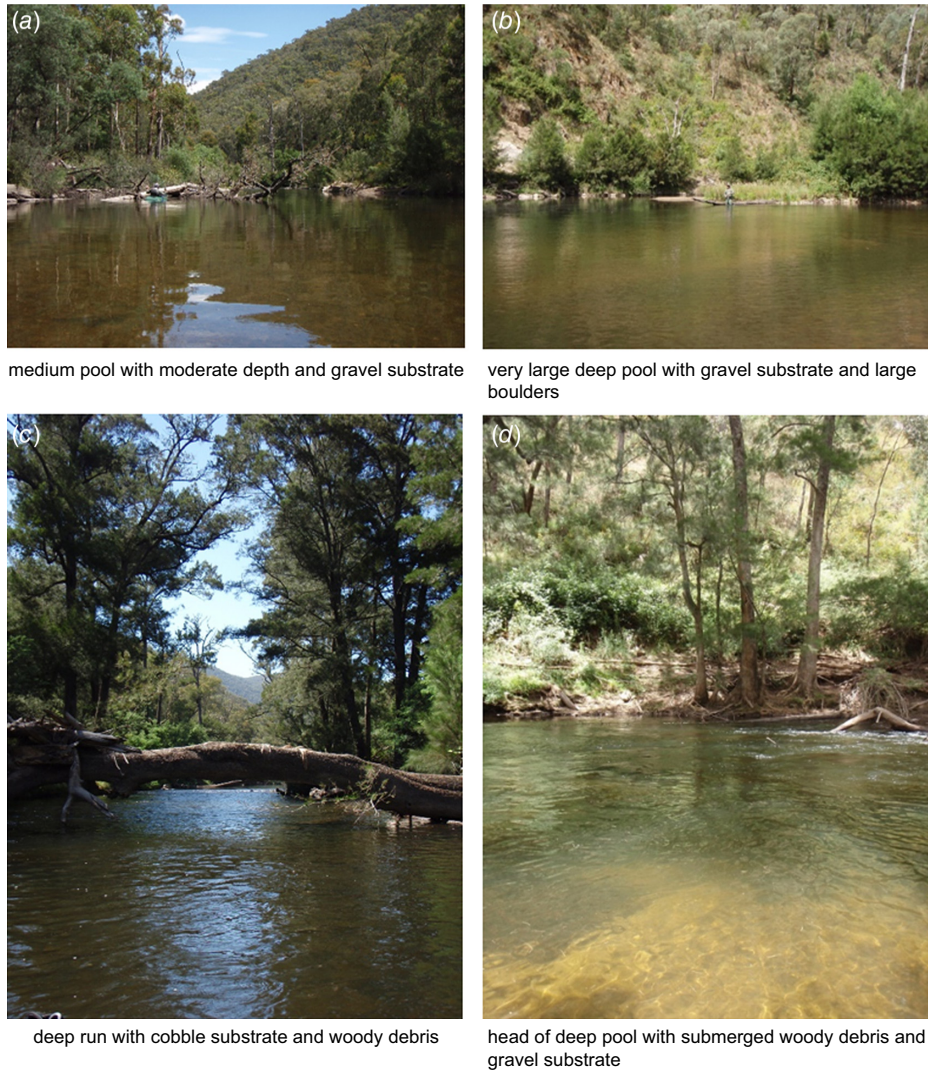 (a)
(b)
medium pool with moderate depth and gravel substrate
very large deep pool with gravel substrate and large
boulders
(c)
(d)
deep run with cobble substrate and woody debris
head of deep pool with submerged woody debris and
gravel substrate